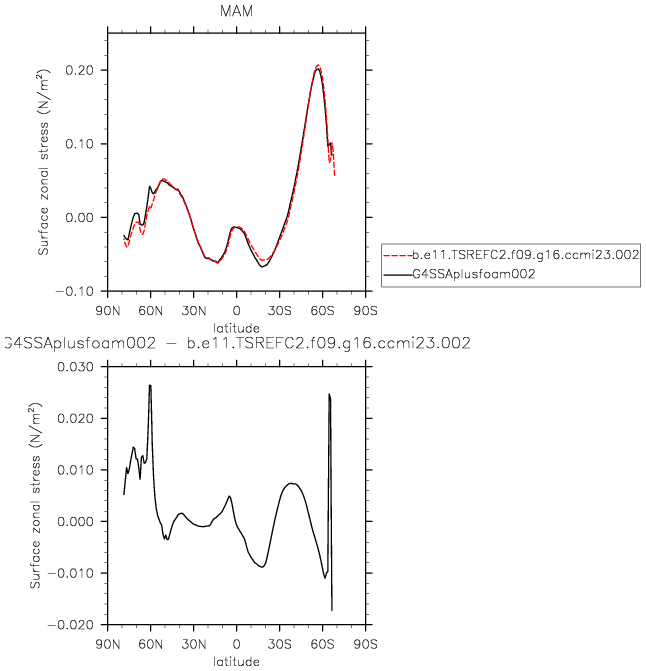 MAM
Surface zonal stress (N/m²)
0.20
0.10
0.00
−0.10
90N 60N 30N 0 30S 60S 90S
latitude
b.e11.TSREFC2.f09.g16.ccmi23.002
G4SSAplusfoam002
G4SSAplusfoam002 − b.e11.TSREFC2.f09.g16.ccmi23.002
Surface zonal stress (N/m²)
0.030
0.020
0.010
0.000
−0.010
−0.020
90N 60N 30N 0 30S 60S 90S
latitude